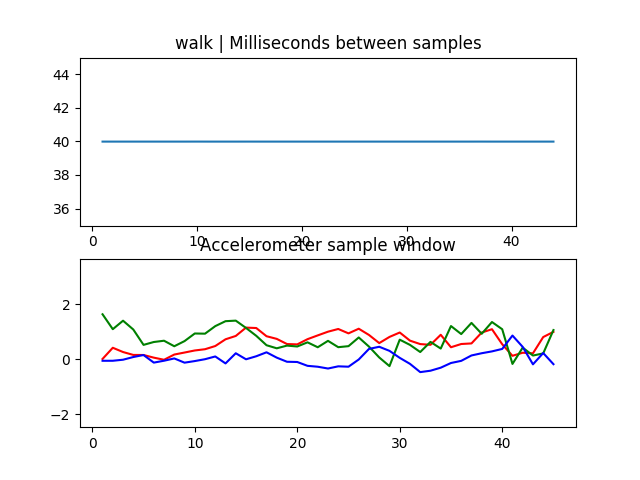 walk | Milliseconds between samples
44
42
40
38
36
0 10 20 30 40
Accelerometer sample window
2
0
−2
0 10 20 30 40